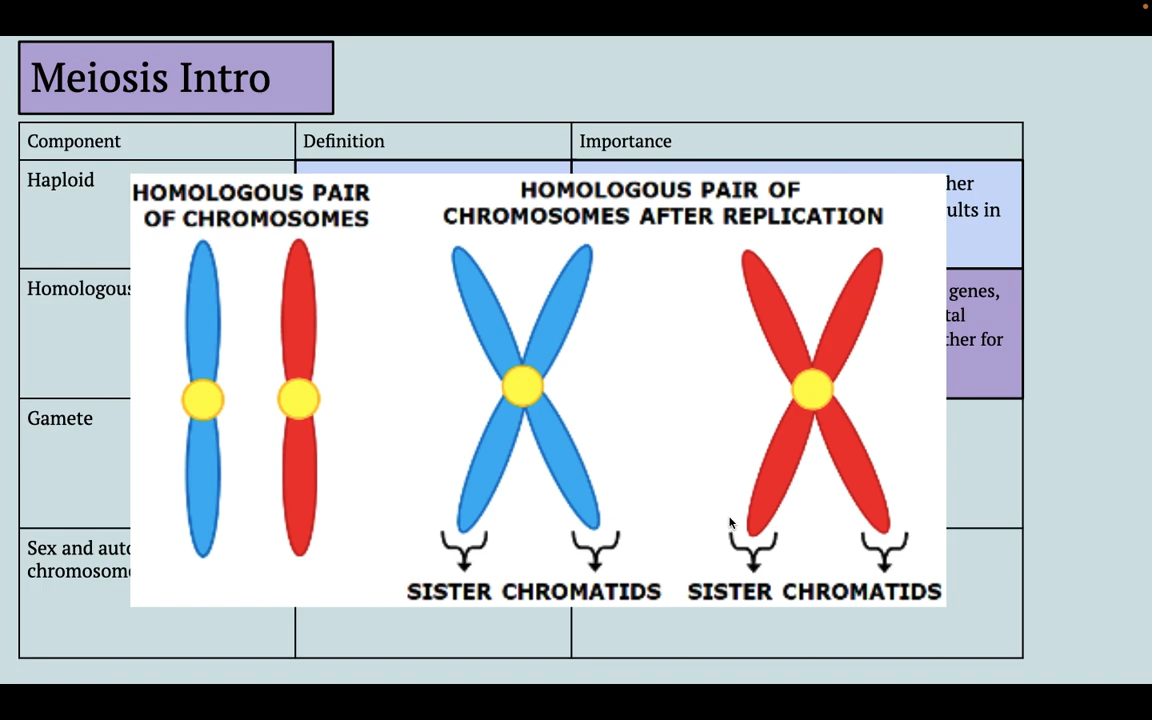 Meiosis Intro
Component
Definition
Importance
Haploid
her
ults in
Homologous
genes,
tal
ther for
Gamete
Sex and auto
chromosome
HOMOLOGOUS PAIR
OF CHROMOSOMES
HOMOLOGOUS PAIR OF
CHROMOSOMES AFTER REPLICATION
SISTER CHROMATIDS
SISTER CHROMATIDS